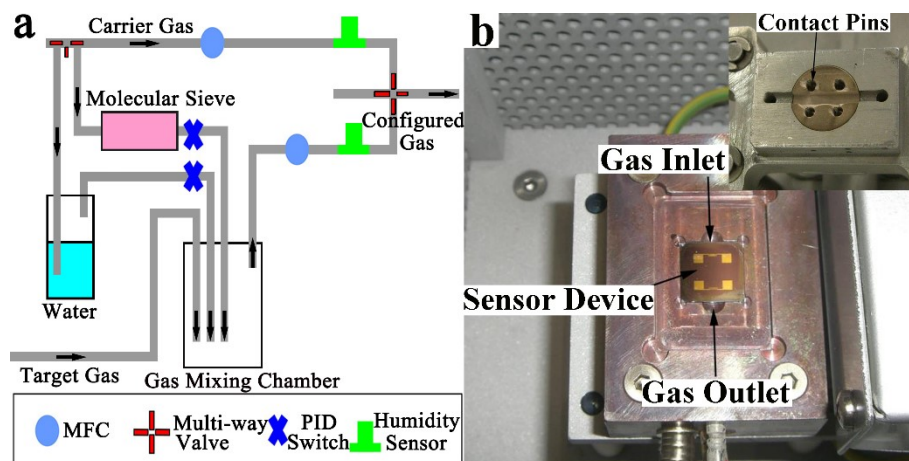 a
Carrier Gas
Molecular Sieve
Configured
Gas
Water
Target Gas
Gas Mixing Chamber
MFC
Multi-way
Valve
PID
Switch
Humidity
Sensor
b
Contact Pins
Gas Inlet
Sensor Device
Gas Outlet